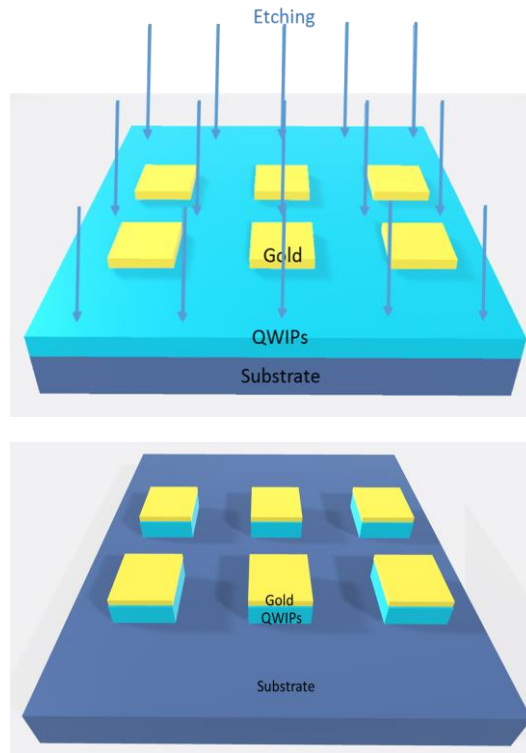 Etching
Gold
QWIPs
Substrate
Gold
QWIPs
Substrate